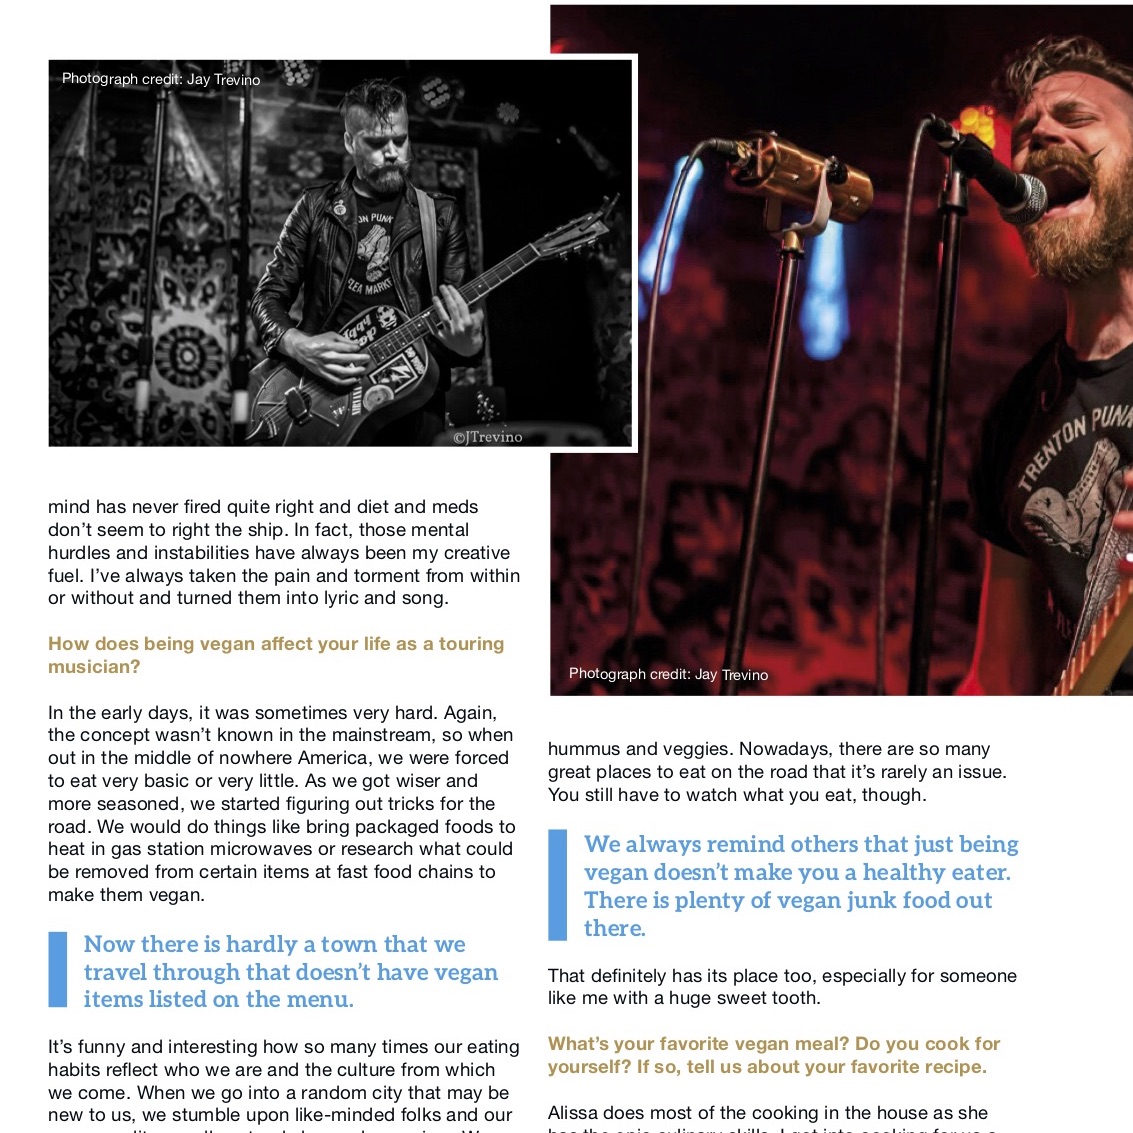 Photograph credit: Jay Trevino
ON PUNK
FLEA MARKET
©JTrevino
TRENTON PUNK
Photograph credit: Jay Trevino
mind has never fired quite right and diet and meds
don’t seem to right the ship. In fact, those mental
hurdles and instabilities have always been my creative
fuel. I’ve always taken the pain and torment from within
or without and turned them into lyric and song.
How does being vegan affect your life as a touring
musician?
In the early days, it was sometimes very hard. Again,
the concept wasn’t known in the mainstream, so when
out in the middle of nowhere America, we were forced
to eat very basic or very little. As we got wiser and
more seasoned, we started figuring out tricks for the
road. We would do things like bring packaged foods to
heat in gas station microwaves or research what could
be removed from certain items at fast food chains to
make them vegan.
Now there is hardly a town that we
travel through that doesn’t have vegan
items listed on the menu.
It’s funny and interesting how so many times our eating
habits reflect who we are and the culture from which
we come. When we go into a random city that may be
new to us, we stumble upon like-minded folks and our
hummus and veggies. Nowadays, there are so many
great places to eat on the road that it’s rarely an issue.
You still have to watch what you eat, though.
We always remind others that just being
vegan doesn’t make you a healthy eater.
There is plenty of vegan junk food out
there.
That definitely has its place too, especially for someone
like me with a huge sweet tooth.
What’s your favorite vegan meal? Do you cook for
yourself? If so, tell us about your favorite recipe.
Alissa does most of the cooking in the house as she